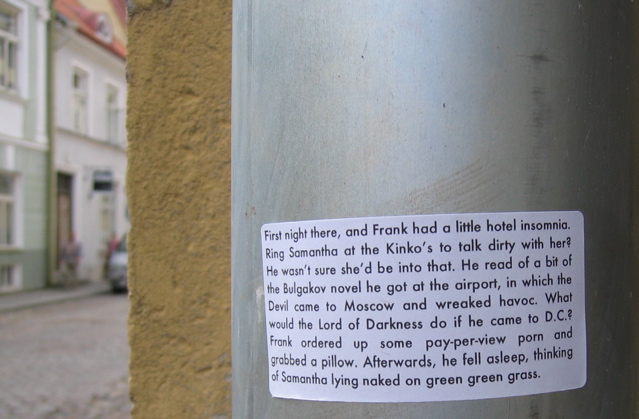 First night there, and Frank had a little hotel insomnia.
Ring Samantha at the Kinko's to talk dirty with her?
He wasn't sure she'd be into that. He read of a bit of
the Bulgakov novel he got at the airport, in which the
Devil came to Moscow and wreaked havoc. What
would the Lord of Darkness do if he came to D.C.?
Frank ordered up some pay-per-view porn and
grabbed a pillow. Afterwards, he fell asleep, thinking
of Samantha lying naked on green green grass.